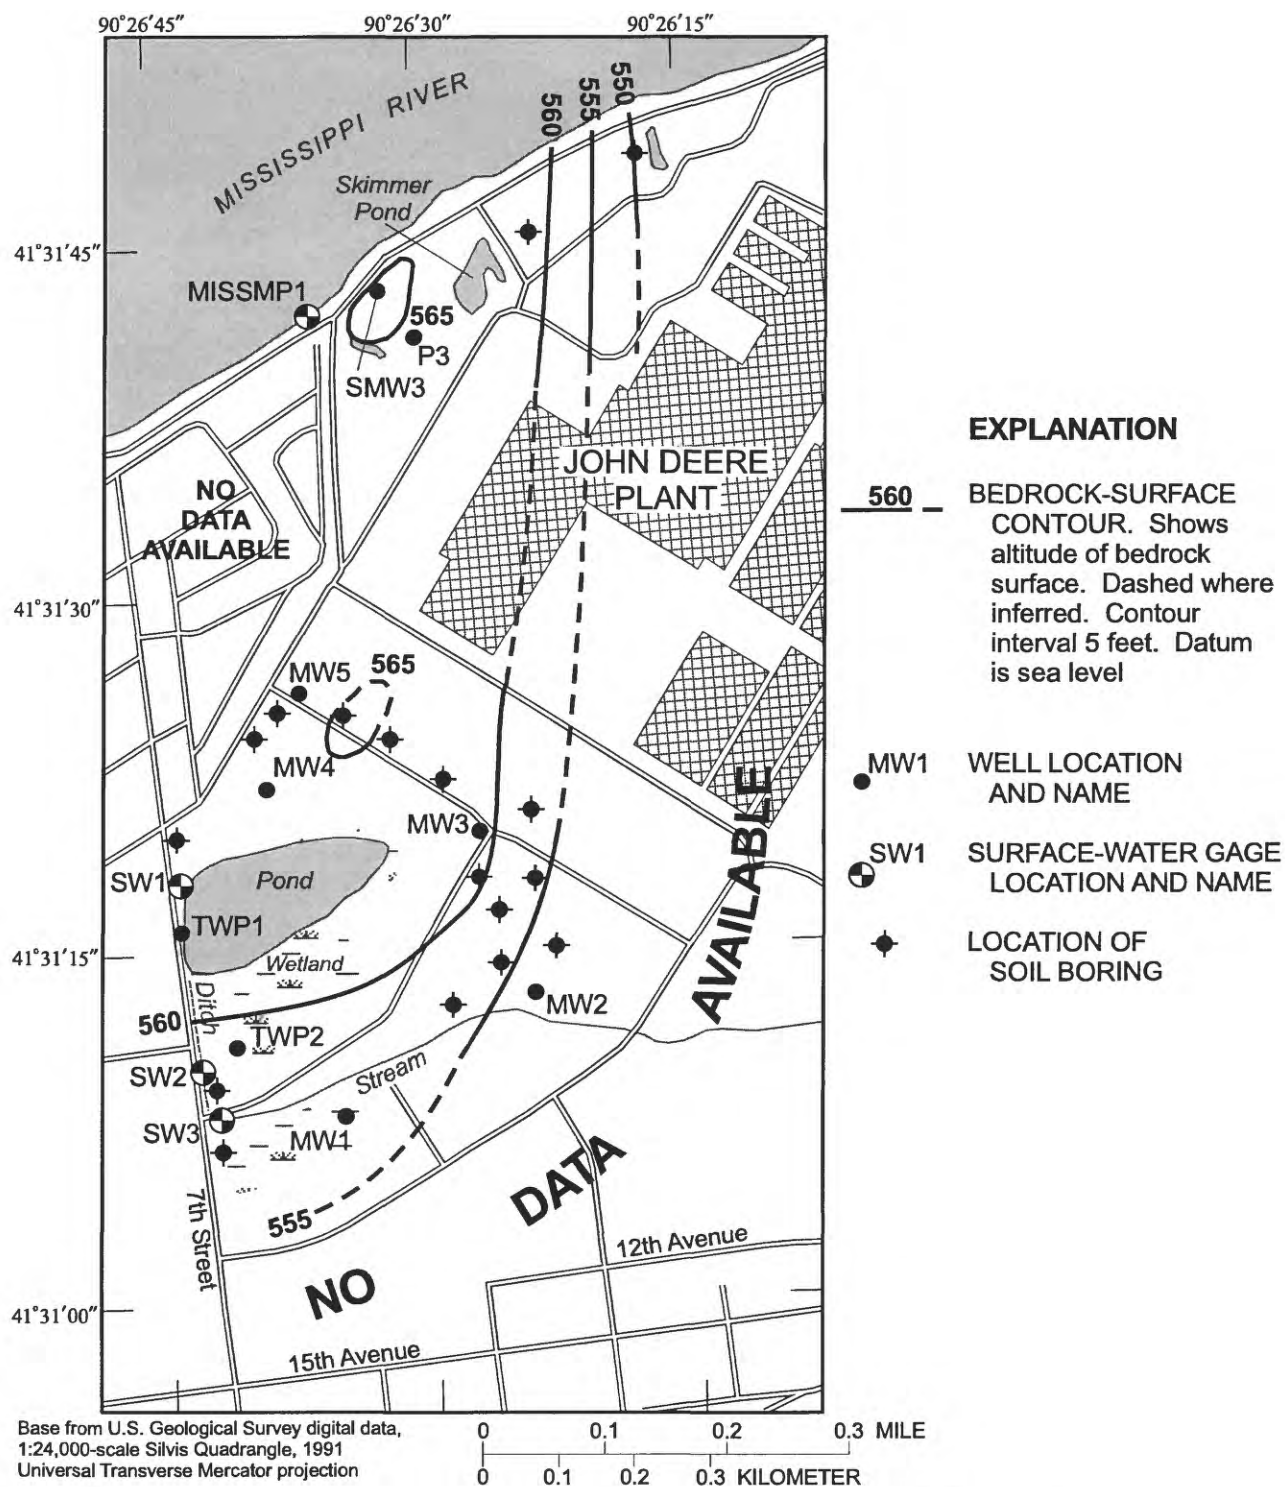 90°26′45″
90°26′30″
90°26′15″
MISSISSIPPI RIVER
560
555
550
Skimmer
Pond
41°31′45″
MISSMP1
565
P3
SMW3
JOHN DEERE
PLANT
NO
DATA
AVAILABLE
41°31′30″
MW5
565
MW4
MW3
SW1
Pond
TWP1
41°31′15″
Wetland
Ditch
MW2
560
TWP2
SW2
Stream
SW3
MW1
555
7th Street
NO
DATA
AVAILABLE
12th Avenue
41°31′00″
15th Avenue
EXPLANATION
560
BEDROCK-SURFACE
CONTOUR. Shows
altitude of bedrock
surface. Dashed where
inferred. Contour
interval 5 feet. Datum
is sea level
MW1
WELL LOCATION
AND NAME
SW1
SURFACE-WATER GAGE
LOCATION AND NAME
LOCATION OF
SOIL BORING
Base from U.S. Geological Survey digital data,
1:24,000-scale Silvis Quadrangle, 1991
Universal Transverse Mercator projection
0 0.1 0.2 0.3 MILE
0 0.1 0.2 0.3 KILOMETER